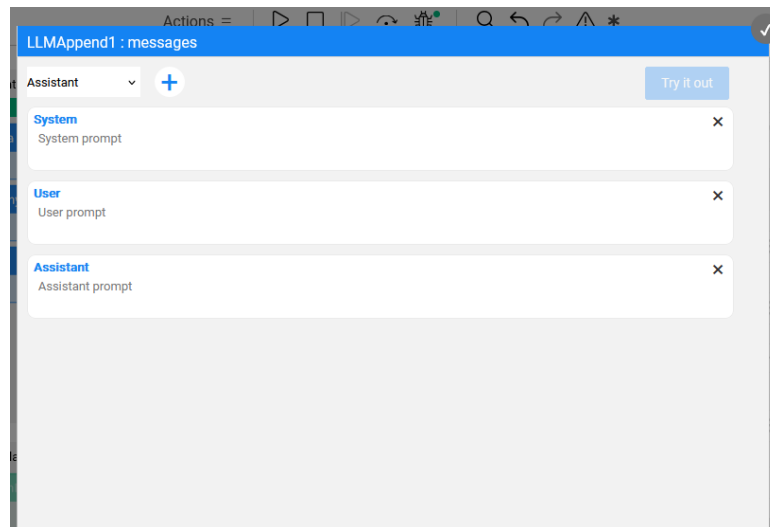 Actions =
LLMAppend1 : messages
Assistant
Try it out
System
System prompt
User
User prompt
Assistant
Assistant prompt